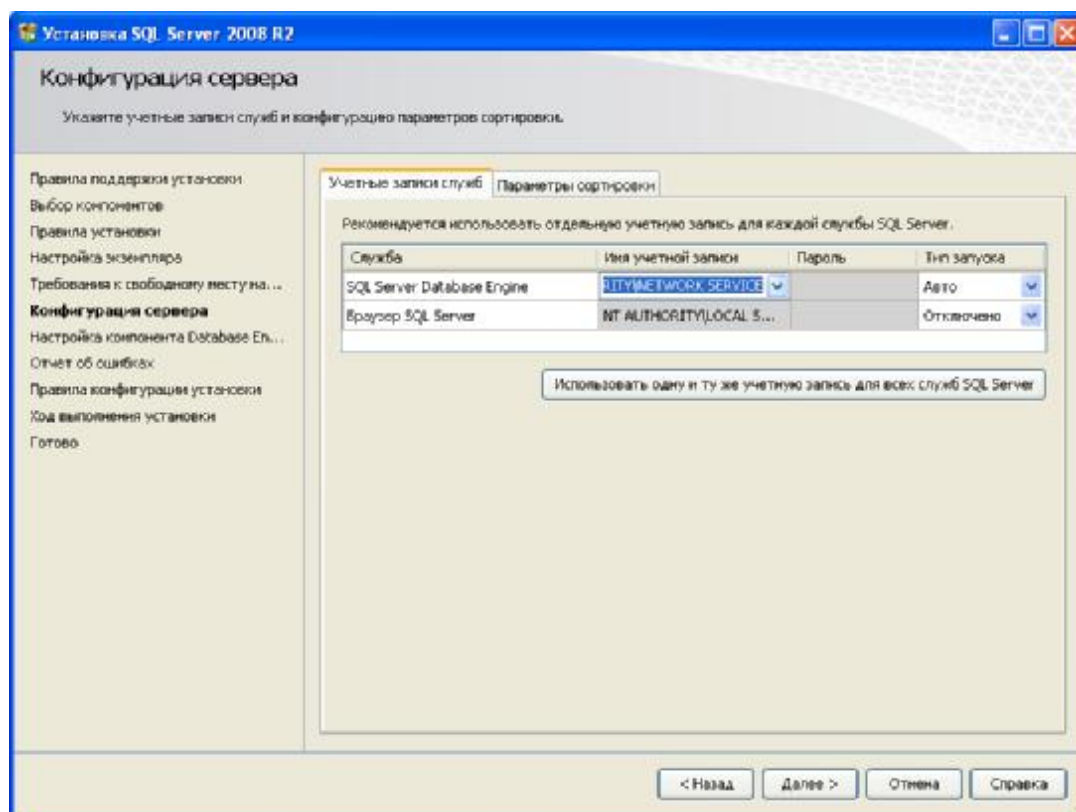 Установка SQL Server 2008 R2
Конфигурация сервера
Укажите учетные записи служб и конфигурацию параметров сортировки.
Правила поддержки установки
Выбор компонентов
Правила установки
Настройка экземпляра
Требования к свободному месту на...
Конфигурация сервера
Настройка компонента Database En...
Отчет об ошибках
Правила конфигурации установки
Ход выполнения установки
Готово
Учетные записи служб Параметры сортировки
Рекомендуется использовать отдельную учетную запись для каждой службы SQL Server.
Служба Имя учетной записи Пароль Тип запуска
SQL Server Database Engine RITY\NETWORK SERVICE Авто
Браузер SQL Server NT AUTHORITY\LOCAL S... Отключено
Использовать одну и ту же учетную запись для всех служб SQL Server
< Назад Далее > Отмена Справка